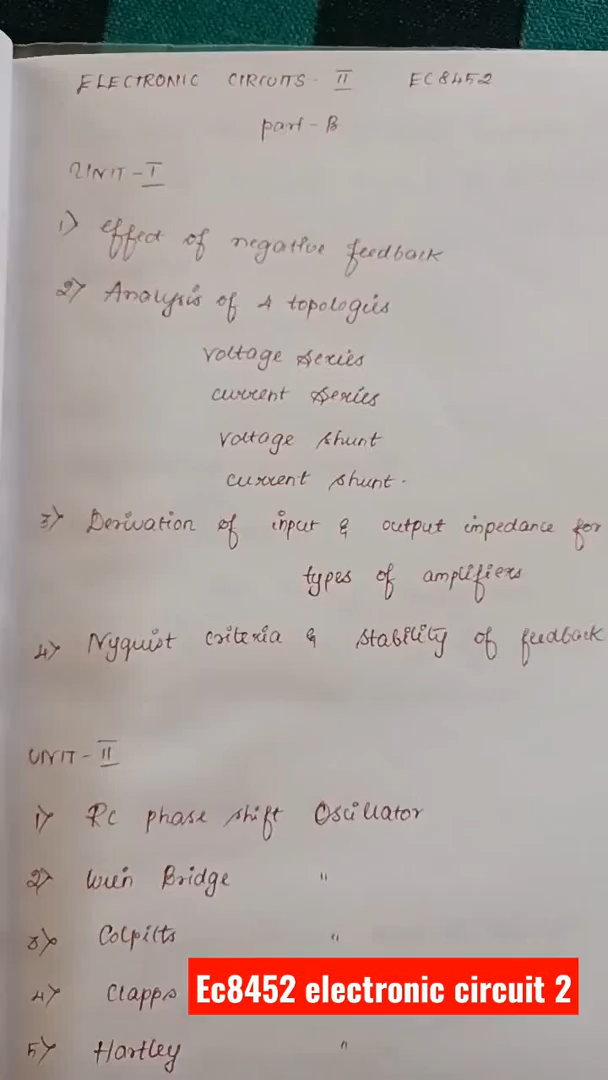 ELECTRONIC CIRCUITS - II EC8452
part - B
UNIT - I
1) effect of negative feedback
2) Analysis of 4 topologies
voltage series
current series
voltage shunt
current shunt.
3) Derivation of input & output impedance for
types of amplifiers
4) Nyquist criteria & stability of feedback
UNIT - II
1) RC phase shift Oscillator
2) Wein Bridge "
3) Colpitts "
4) Clapps
Ec8452 electronic circuit 2
5) Hartley "